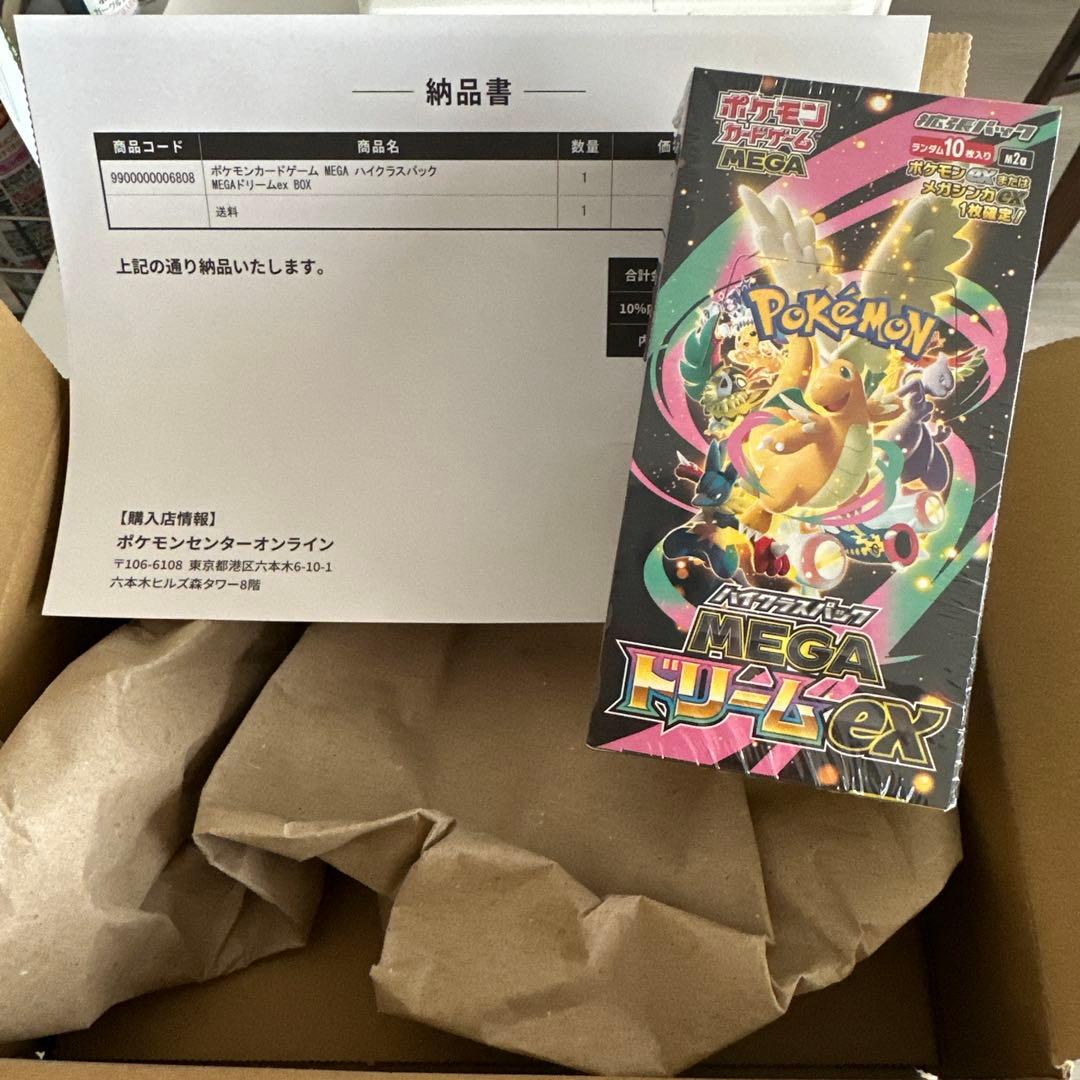 納品書
商品コード 商品名 数量 価
9900000006808 ポケモンカードゲーム MEGA ハイクラスパック 1
MEGAドリームex BOX
送料 1
上記の通り納品いたします。
合計
10%
【購入店情報】
ポケモンセンターオンライン
〒106-6108 東京都港区六本木6-10-1
六本木ヒルズ森タワー8階
ポケモン
カードゲーム
MEGA
拡張パック
ランダム10枚入り M2a
ポケモンexまたは
メガシンカex
1枚確定!
POKéMON
ハイクラスパック
MEGA
ドリームex